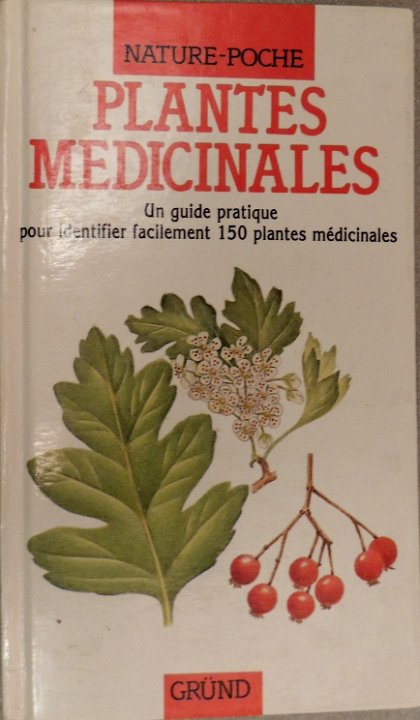 NATURE-POCHE
PLANTES
MEDICINALES
Un guide pratique
pour identifier facilement 150 plantes médicinales
GRÜND